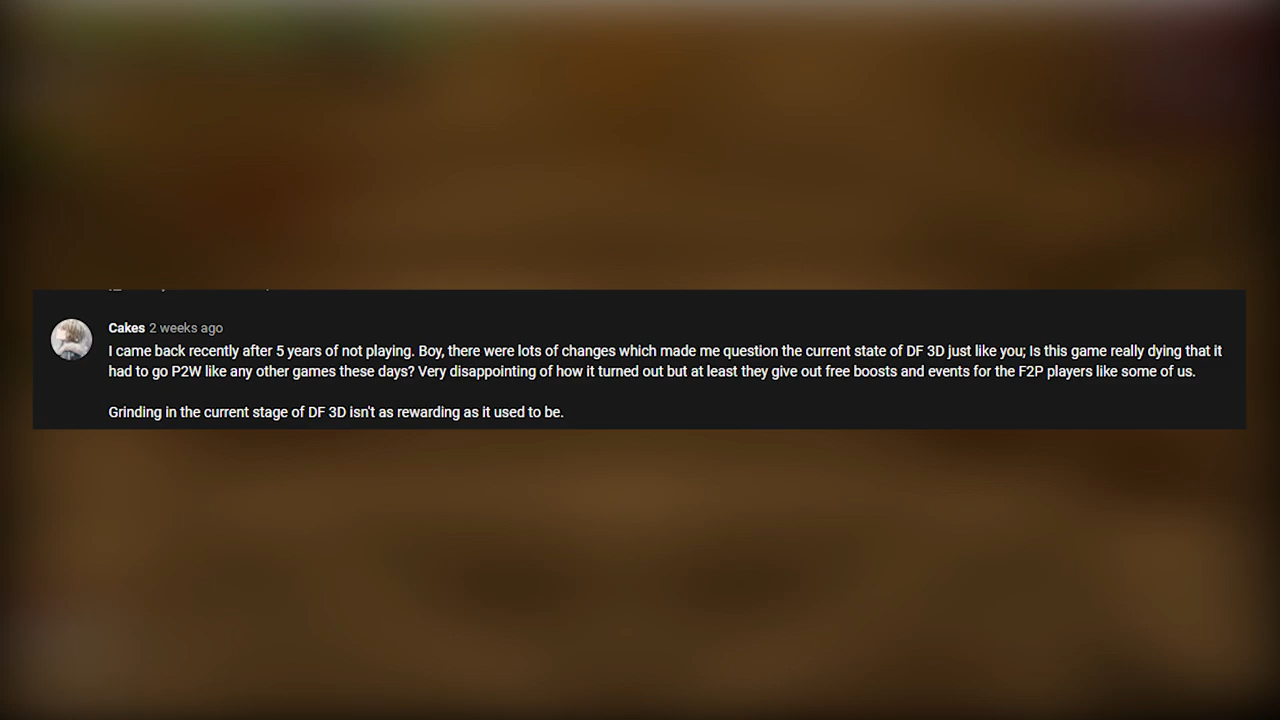 Cakes 2 weeks ago
I came back recently after 5 years of not playing. Boy, there were lots of changes which made me question the current state of DF 3D just like you; Is this game really dying that it
had to go P2W like any other games these days? Very disappointing of how it turned out but at least they give out free boosts and events for the F2P players like some of us.
Grinding in the current stage of DF 3D isn't as rewarding as it used to be.